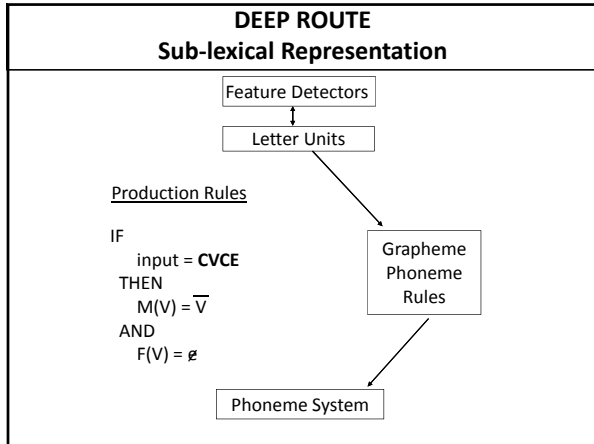 DEEP ROUTE
Sub-lexical Representation
Feature Detectors
Letter Units
Production Rules
IF
input = CVCE
THEN
M(V) = V̅
AND
F(V) = e̸
Grapheme
Phoneme
Rules
Phoneme System